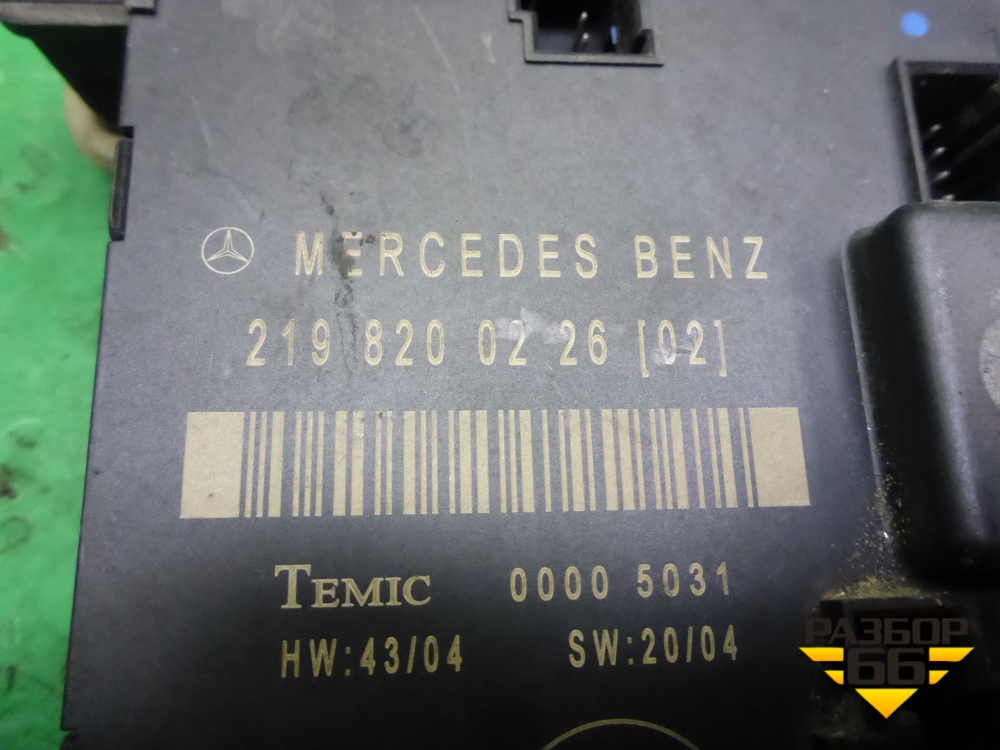 MERCEDES BENZ
219 820 02 26 [02]
TEMIC 0000 5031
HW:43/04 SW:20/04
РАЗБОР
66